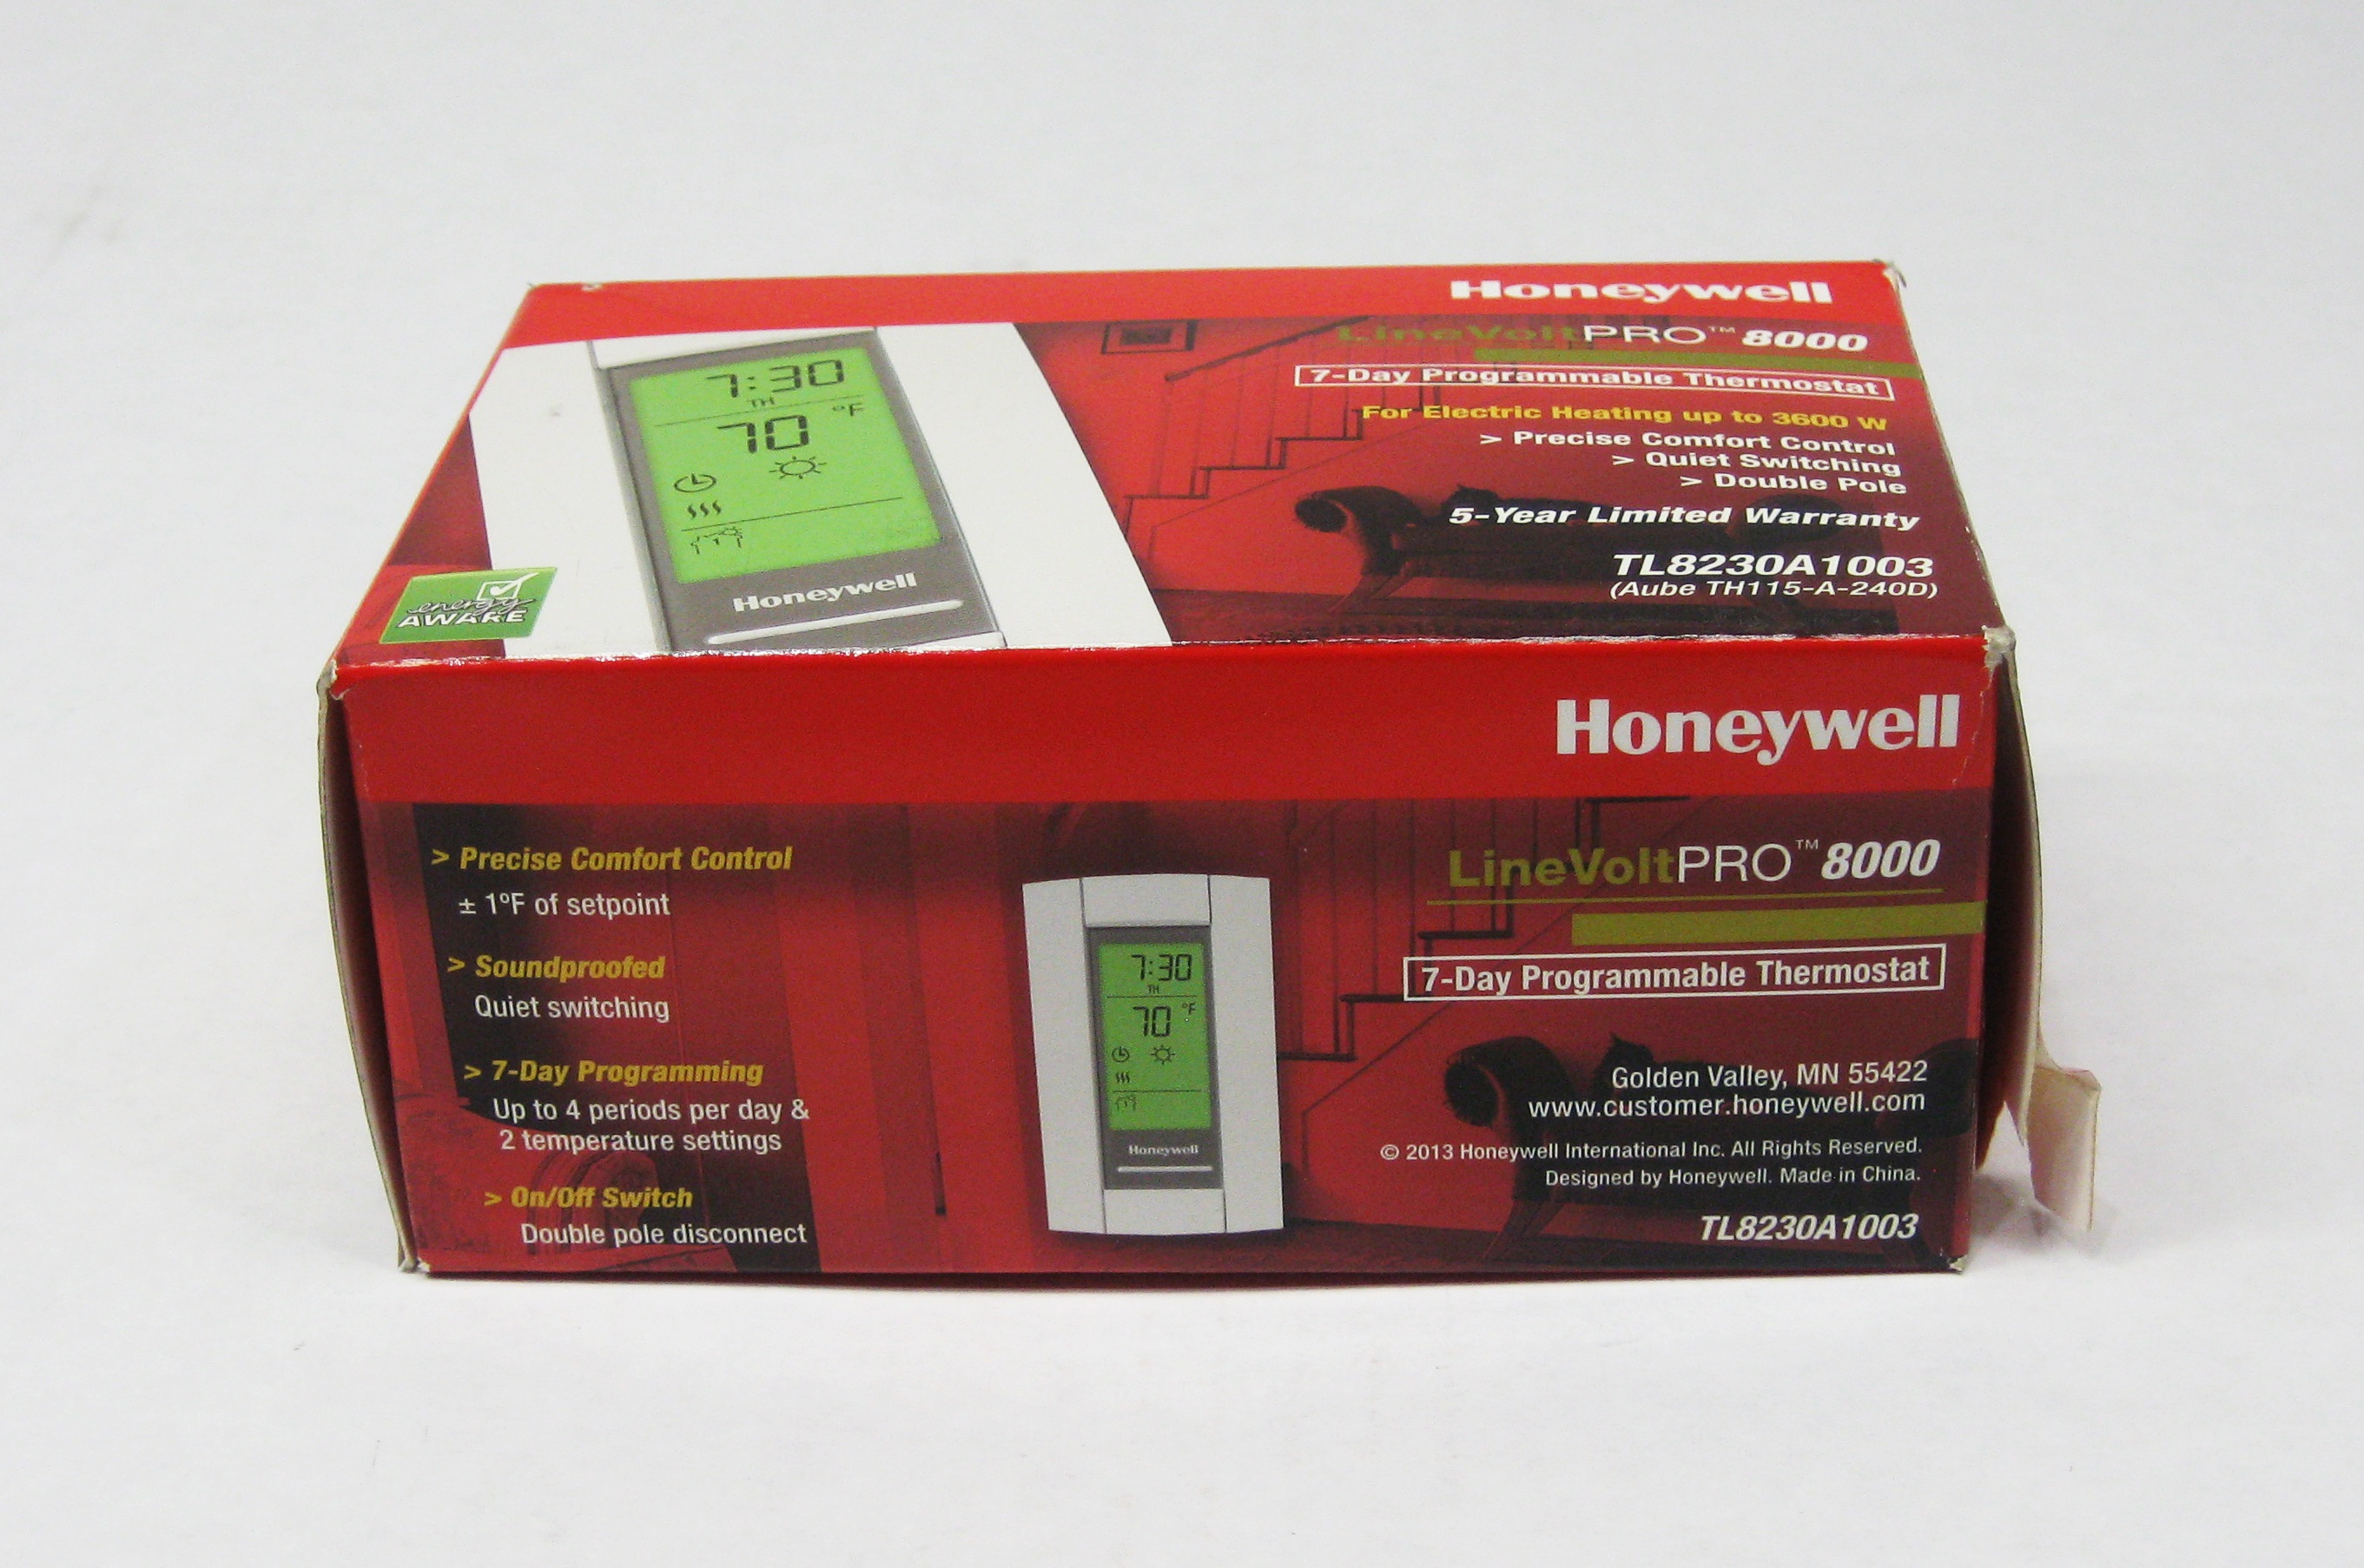 Honeywell
LineVoltPRO™ 8000
7-Day Programmable Thermostat
For Electric Heating up to 3600 W
> Precise Comfort Control
> Quiet Switching
> Double Pole
5-Year Limited Warranty
TL8230A1003
(Aube TH115-A-240D)
7:30
TH
70 °F
Honeywell
energy
AWARE
Honeywell
> Precise Comfort Control
± 1ºF of setpoint
> Soundproofed
Quiet switching
> 7-Day Programming
Up to 4 periods per day &
2 temperature settings
> On/Off Switch
Double pole disconnect
7:30
TH
70 °F
Honeywell
LineVoltPRO™ 8000
7-Day Programmable Thermostat
Golden Valley, MN 55422
www.customer.honeywell.com
© 2013 Honeywell International Inc. All Rights Reserved.
Designed by Honeywell. Made in China.
TL8230A1003